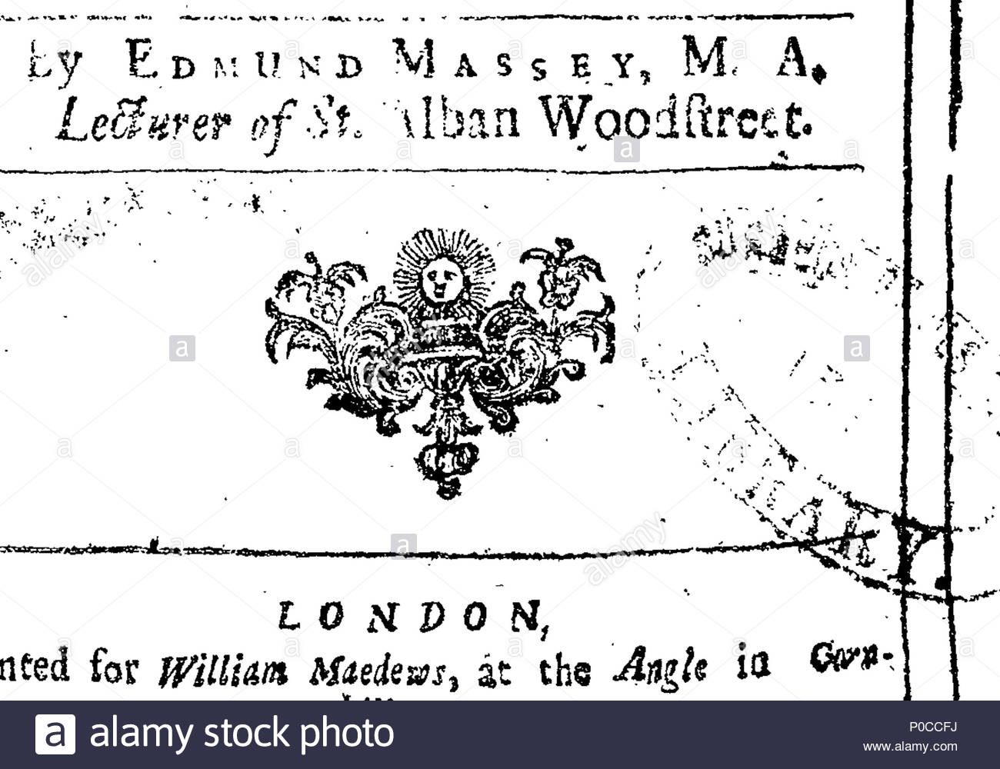 by EDMUND MASSEY, M. A.
Lecturer of St. Alban Woodſtreet.
LONDON,
nted for William Maedews, at the Angle in Corn-
a alamy stock photo
P0CCFJ
www.alamy.com